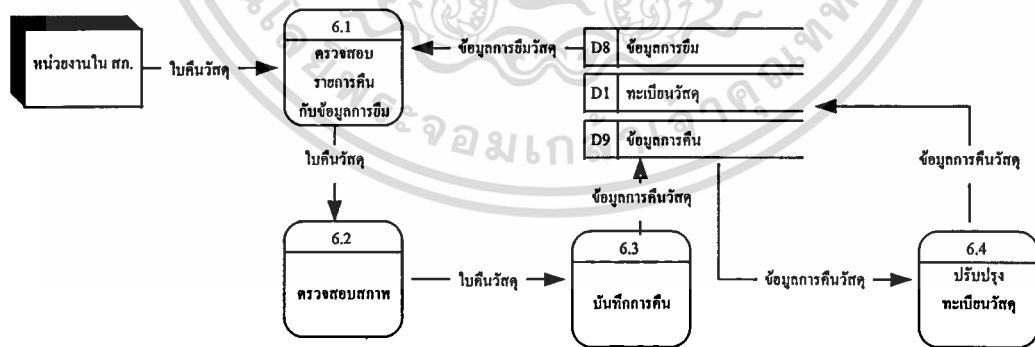 6.1
หน่วยงานใน สก.
ใบคืนวัสดุ
ตรวจสอบ
รายการคืน
กับข้อมูลการยืม
ข้อมูลการยืมวัสดุ
D8 ข้อมูลการยืม
D1 ทะเบียนวัสดุ
D9 ข้อมูลการคืน
ใบคืนวัสดุ
ข้อมูลการคืนวัสดุ
ข้อมูลการคืนวัสดุ
6.2
ตรวจสอบสภาพ
ใบคืนวัสดุ
6.3
บันทึกการคืน
ข้อมูลการคืนวัสดุ
6.4
ปรับปรุง
ทะเบียนวัสดุ